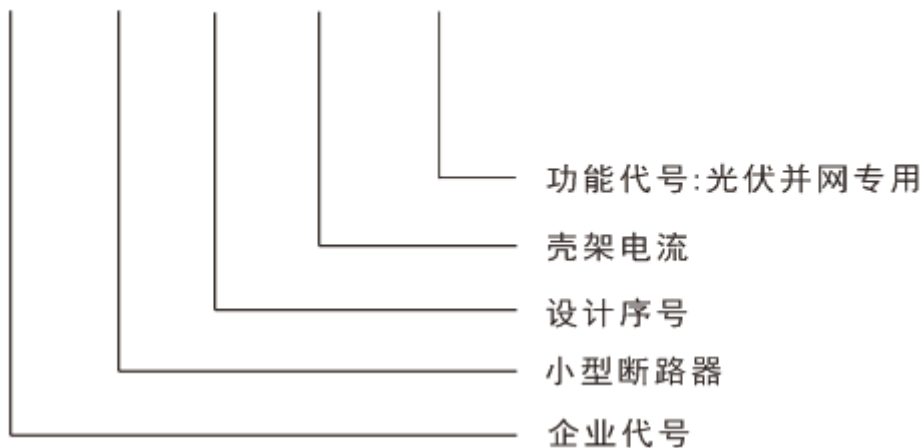 功能代号:光伏并网专用
壳架电流
设计序号
小型断路器
企业代号